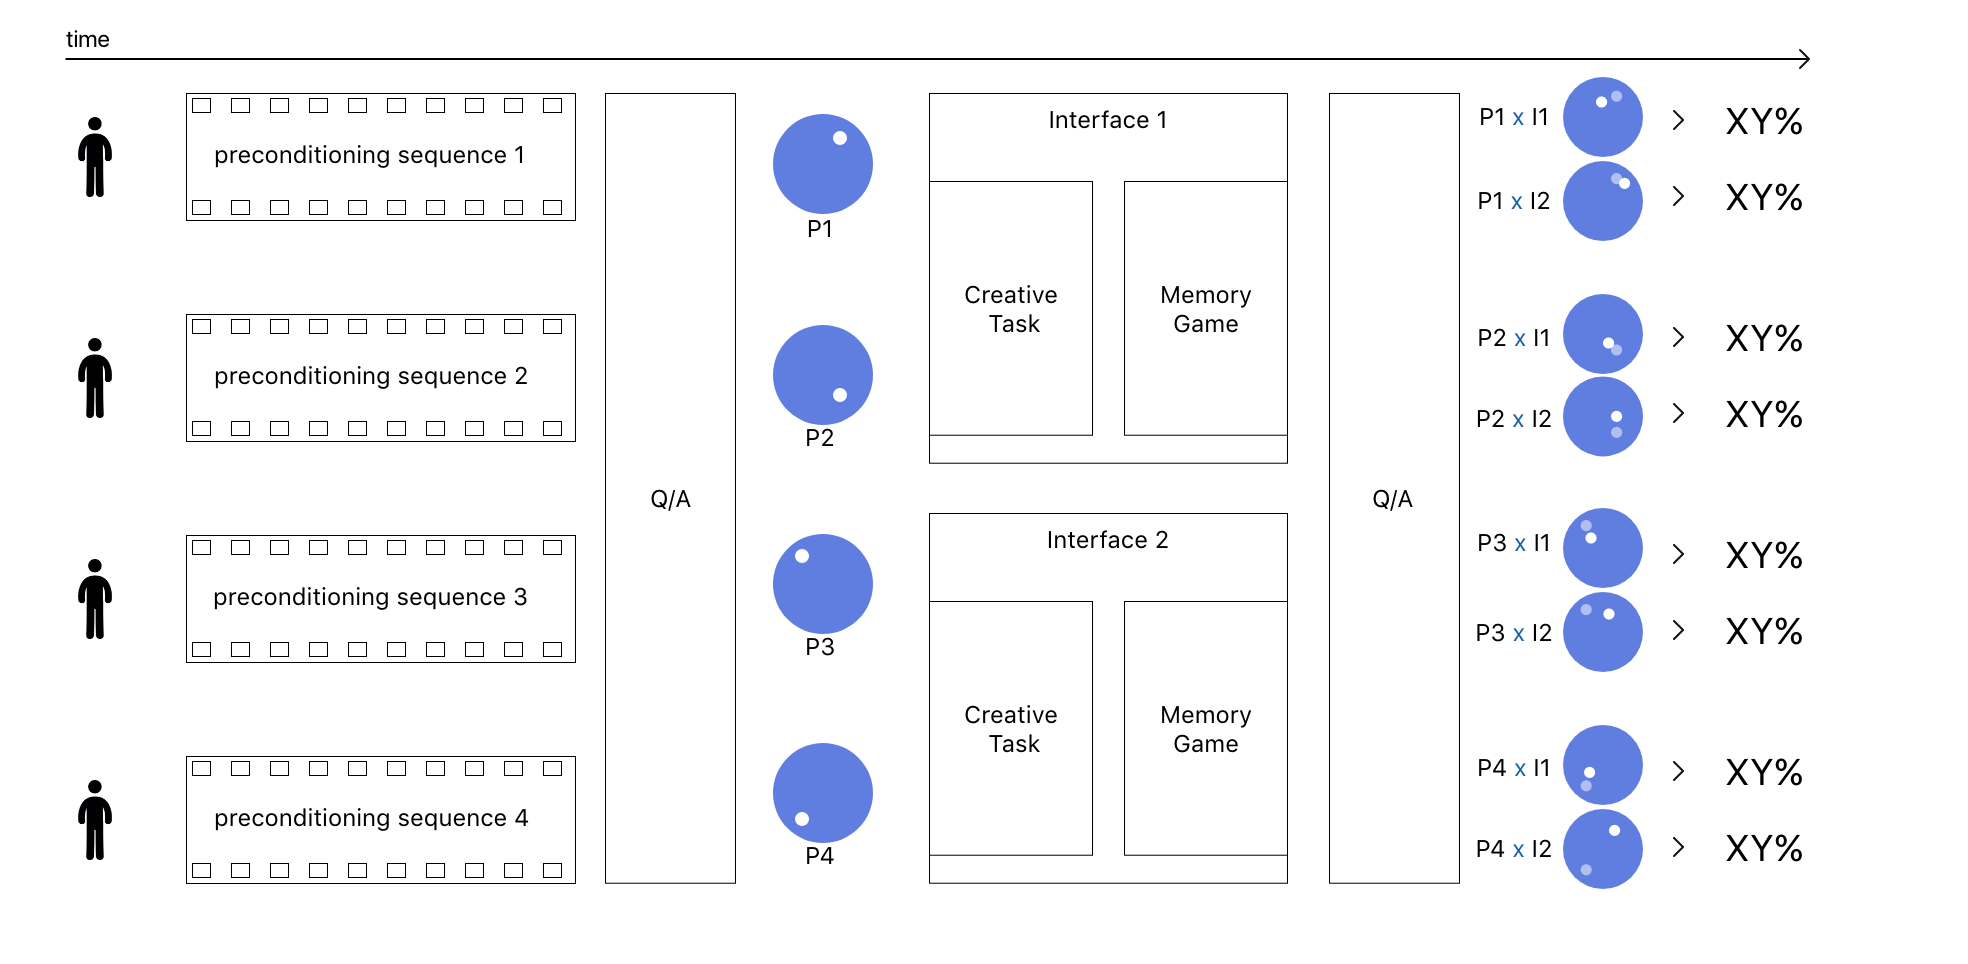 time
preconditioning sequence 1
preconditioning sequence 2
preconditioning sequence 3
preconditioning sequence 4
Q/A
P1
P2
P3
P4
Interface 1
Creative
Task
Memory
Game
Interface 2
Creative
Task
Memory
Game
Q/A
P1 x I1 > XY%
P1 x I2 > XY%
P2 x I1 > XY%
P2 x I2 > XY%
P3 x I1 > XY%
P3 x I2 > XY%
P4 x I1 > XY%
P4 x I2 > XY%